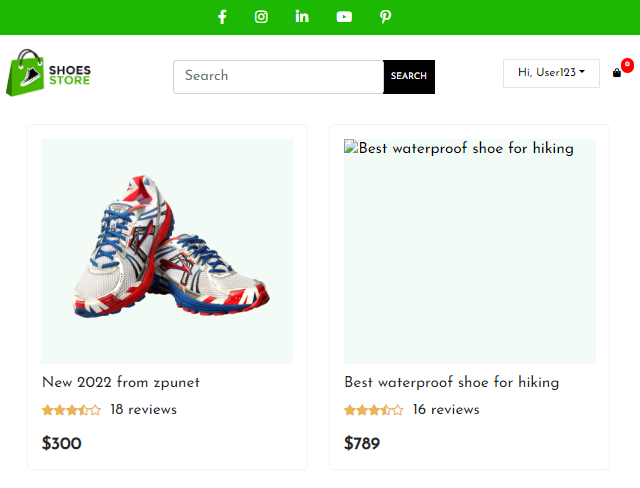 SHOES
STORE
Search
SEARCH
Hi, User123
0
Best waterproof shoe for hiking
New 2022 from zpunet
18 reviews
$300
Best waterproof shoe for hiking
16 reviews
$789